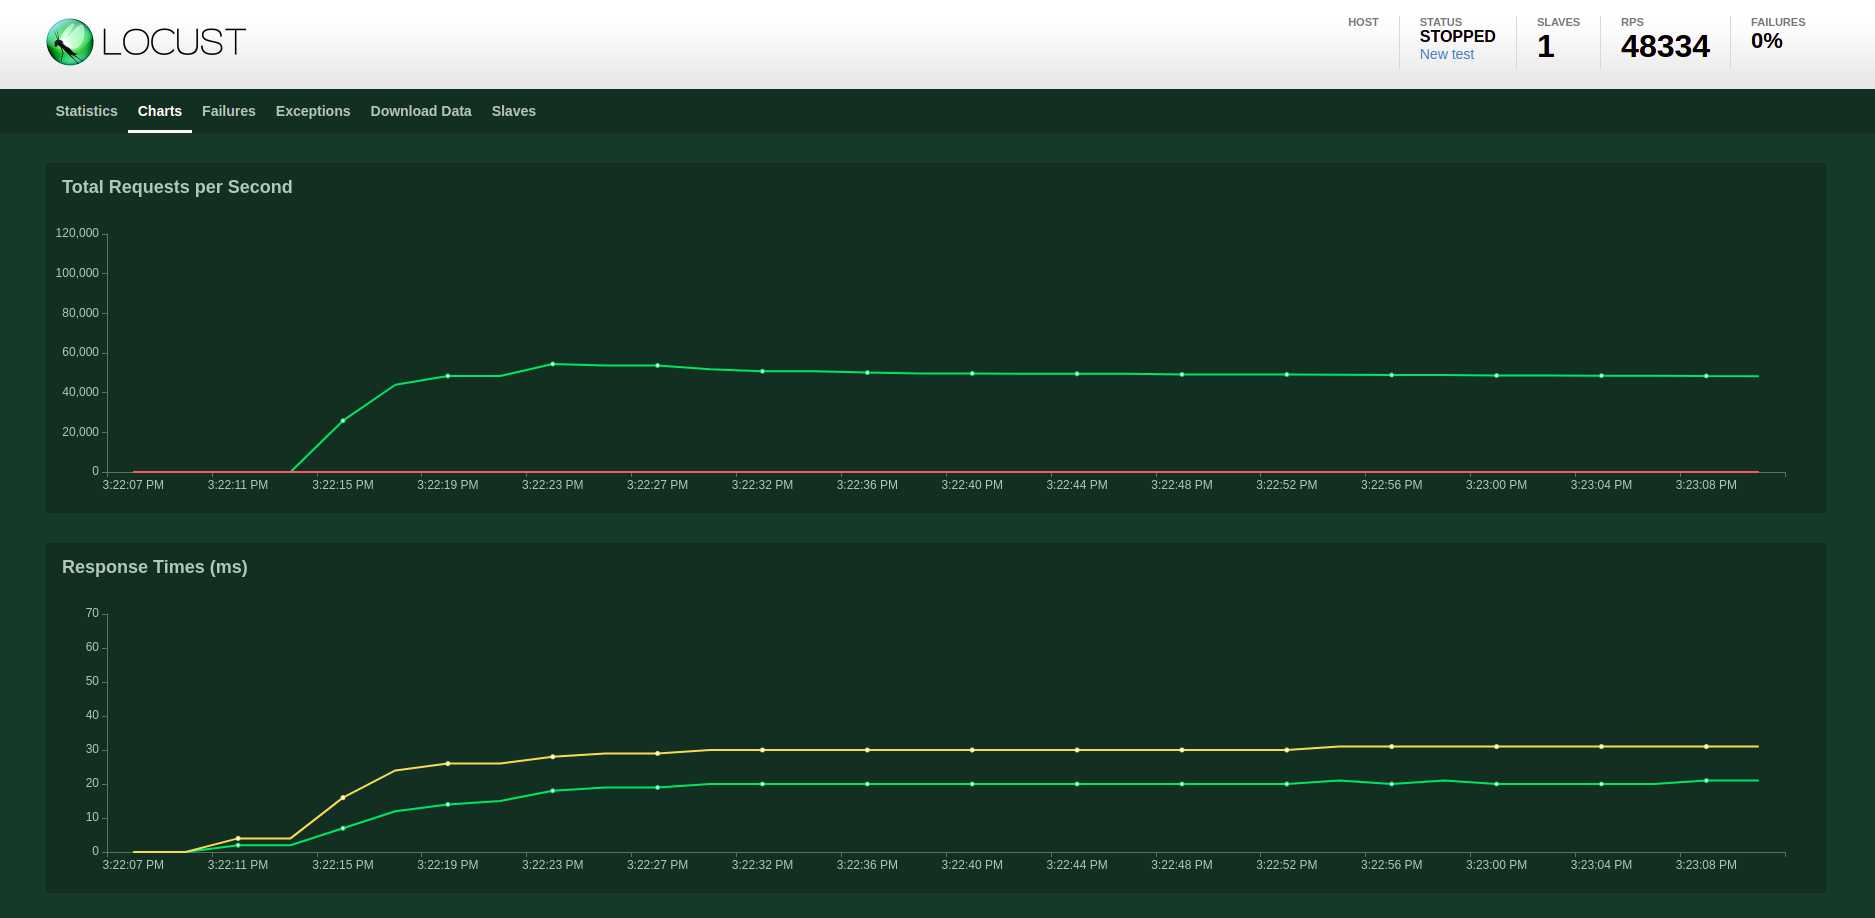 LOCUST
HOST
STATUS
STOPPED
New test
SLAVES
1
RPS
48334
FAILURES
0%
Statistics Charts Failures Exceptions Download Data Slaves
Total Requests per Second
120,000
100,000
80,000
60,000
40,000
20,000
0
3:22:07 PM 3:22:11 PM 3:22:15 PM 3:22:19 PM 3:22:23 PM 3:22:27 PM 3:22:32 PM 3:22:36 PM 3:22:40 PM 3:22:44 PM 3:22:48 PM 3:22:52 PM 3:22:56 PM 3:23:00 PM 3:23:04 PM 3:23:08 PM
Response Times (ms)
70
60
50
40
30
20
10
0
3:22:07 PM 3:22:11 PM 3:22:15 PM 3:22:19 PM 3:22:23 PM 3:22:27 PM 3:22:32 PM 3:22:36 PM 3:22:40 PM 3:22:44 PM 3:22:48 PM 3:22:52 PM 3:22:56 PM 3:23:00 PM 3:23:04 PM 3:23:08 PM